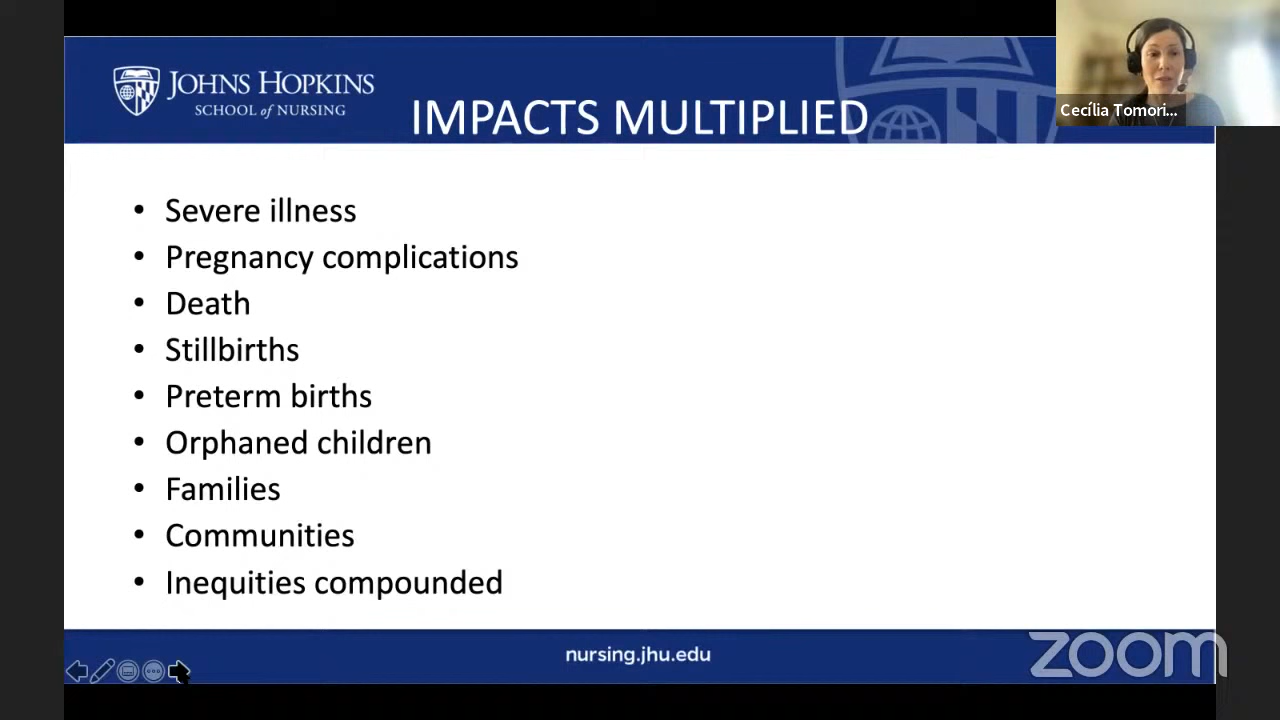 JOHNS HOPKINS
SCHOOL of NURSING
IMPACTS MULTIPLIED
Cecília Tomori...
• Severe illness
• Pregnancy complications
• Death
• Stillbirths
• Preterm births
• Orphaned children
• Families
• Communities
• Inequities compounded
nursing.jhu.edu
zoom